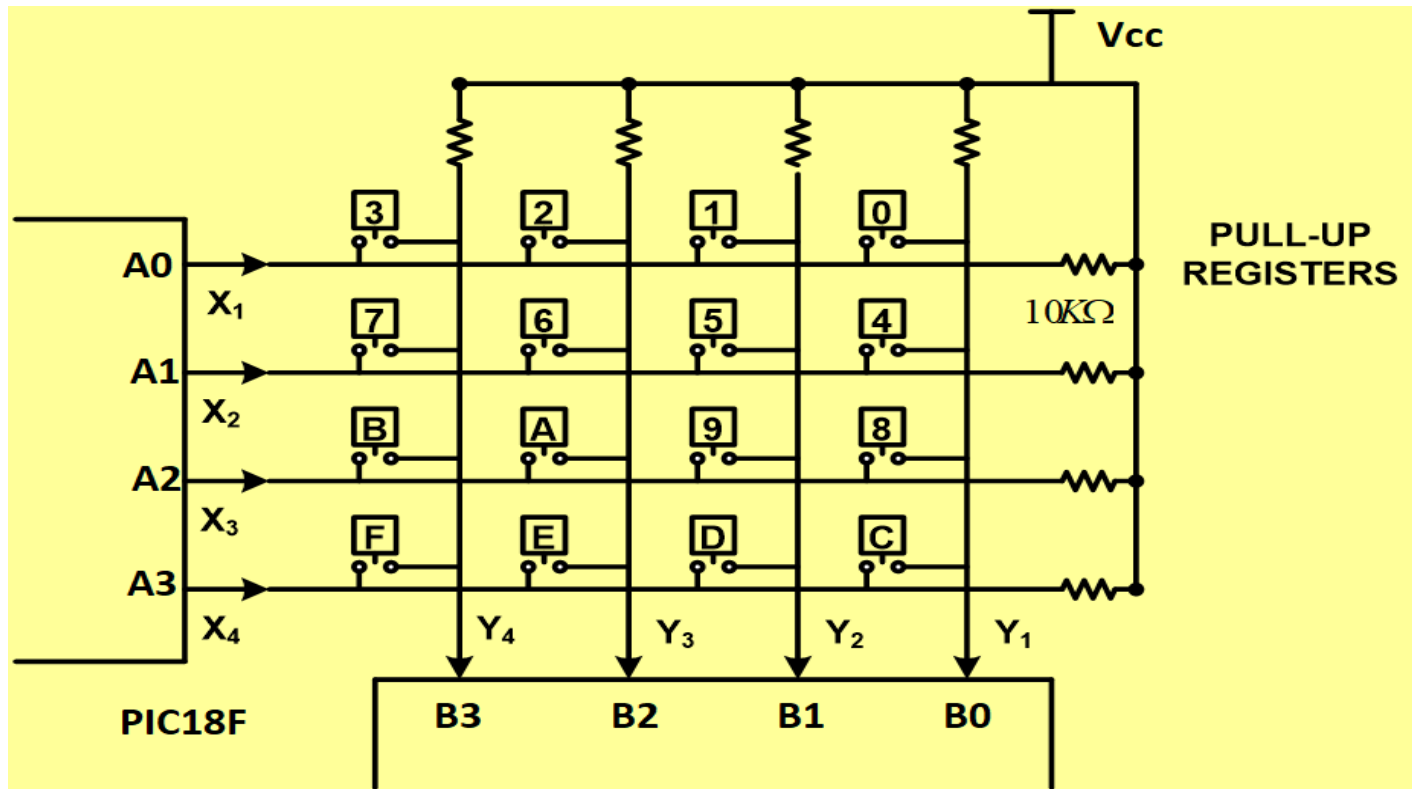 Vcc
3 2 1 0
PULL-UP
REGISTERS
A0
X₁
10KΩ
7 6 5 4
A1
X₂
B A 9 8
A2
X₃
F E D C
A3
X₄ Y₄ Y₃ Y₂ Y₁
PIC18F B3 B2 B1 B0